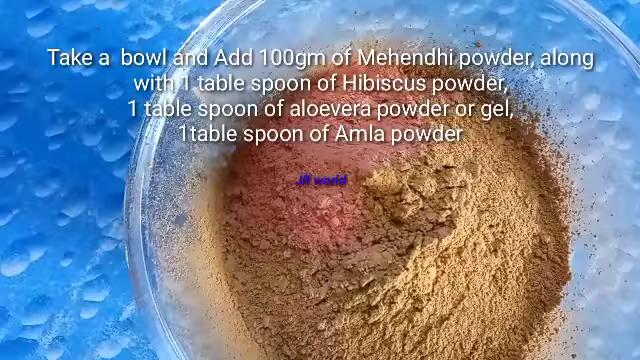 Take a bowl and Add 100gm of Mehendhi powder, along
with 1 table spoon of Hibiscus powder,
1 table spoon of aloevera powder or gel,
1table spoon of Amla powder
JR world